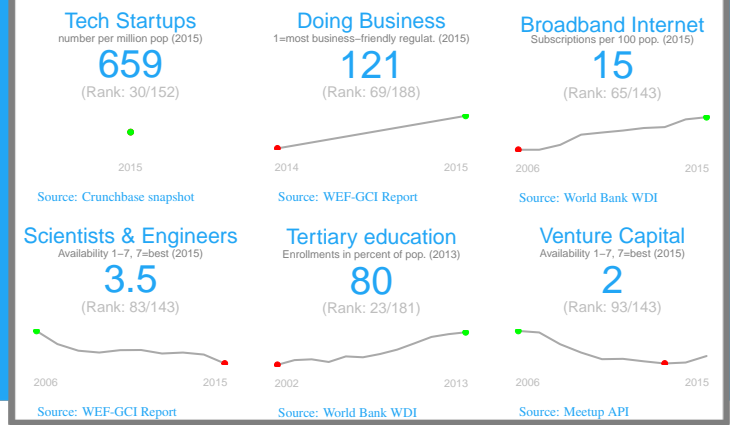 Tech Startups
number per million pop (2015)
659
(Rank: 30/152)
2015
Source: Crunchbase snapshot
Doing Business
1=most business−friendly regulat. (2015)
121
(Rank: 69/188)
2014 2015
Source: WEF-GCI Report
Broadband Internet
Subscriptions per 100 pop. (2015)
15
(Rank: 65/143)
2006 2015
Source: World Bank WDI
Scientists & Engineers
Availability 1−7, 7=best (2015)
3.5
(Rank: 83/143)
2006 2015
Source: WEF-GCI Report
Tertiary education
Enrollments in percent of pop. (2013)
80
(Rank: 23/181)
2002 2013
Source: World Bank WDI
Venture Capital
Availability 1−7, 7=best (2015)
2
(Rank: 93/143)
2006 2015
Source: Meetup API